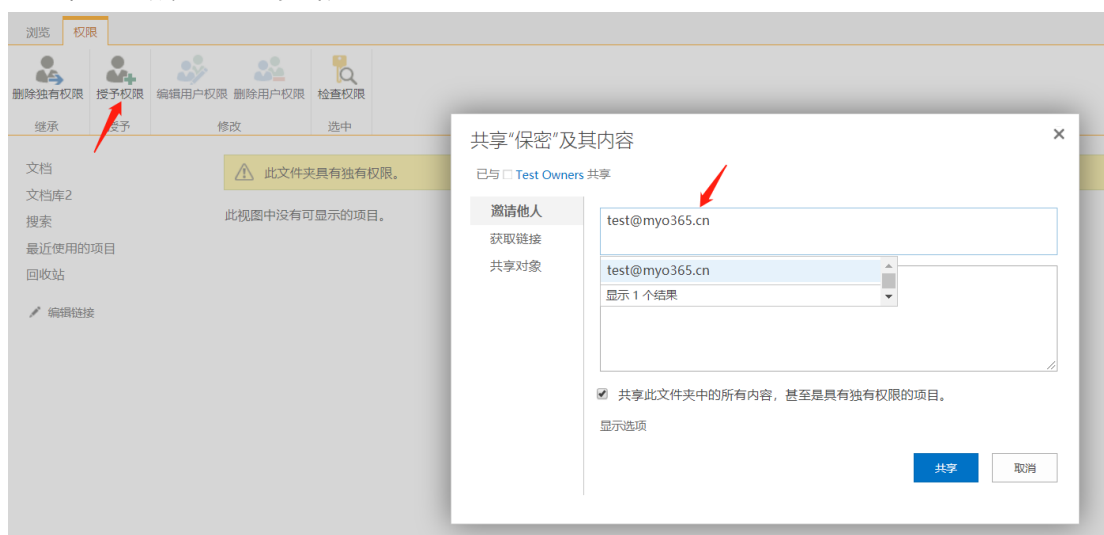 浏览 权限
删除独有权限 授予权限 编辑用户权限 删除用户权限 检查权限
继承 授予 修改 选中
文档
文档库2
搜索
最近使用的项目
回收站
编辑链接
此文件夹具有独有权限。
此视图中没有可显示的项目。
共享“保密”及其内容
已与 Test Owners 共享
邀请他人
获取链接
共享对象
test@myo365.cn
test@myo365.cn
显示 1 个结果
共享此文件夹中的所有内容，甚至是具有独有权限的项目。
显示选项
共享 取消